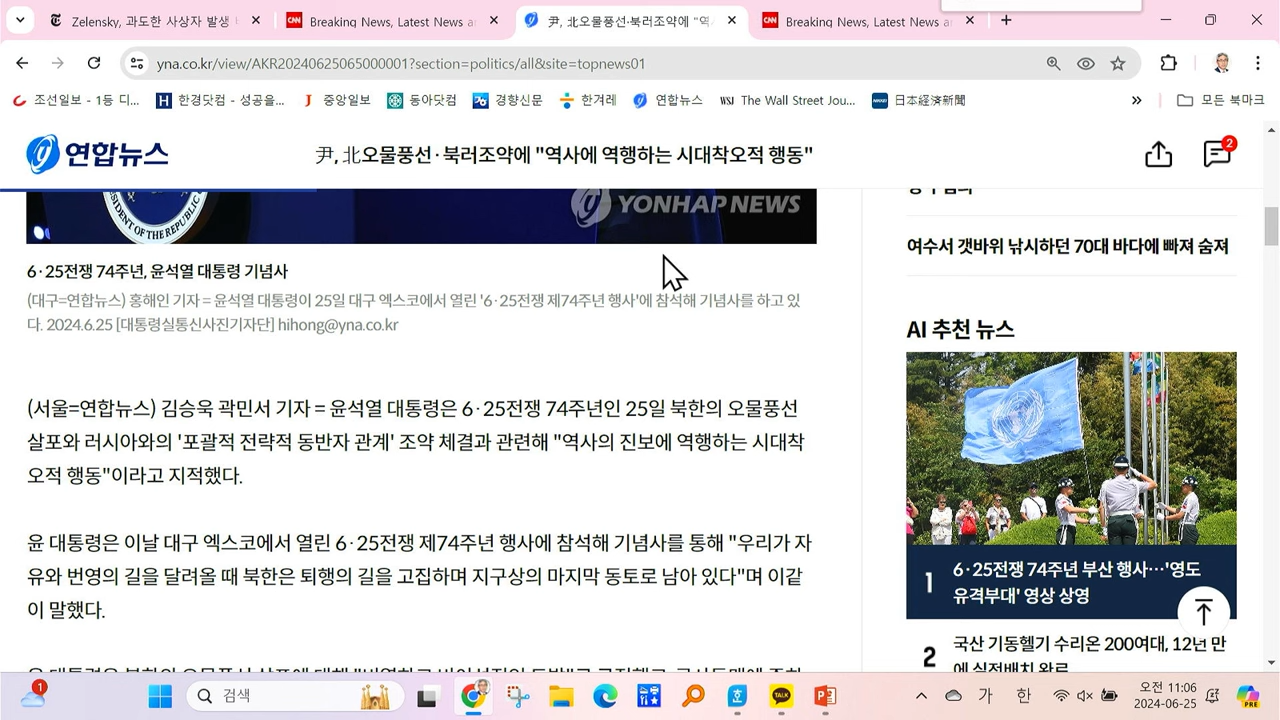 Zelensky, 과도한 사상자 발생
Breaking News, Latest News a
尹, 北오물풍선·북러조약에 "역
Breaking News, Latest News a
yna.co.kr/view/AKR20240625065000001?section=politics/all&site=topnews01
조선일보 - 1등 디...
한경닷컴 - 성공을...
중앙일보
동아닷컴
경향신문
한겨레
연합뉴스
WSJ The Wall Street Jou...
日本経済新聞
모든 북마크
연합뉴스
尹, 北오물풍선·북러조약에 "역사에 역행하는 시대착오적 행동"
2
YONHAP NEWS
6·25전쟁 74주년, 윤석열 대통령 기념사
(대구=연합뉴스) 홍해인 기자 = 윤석열 대통령이 25일 대구 엑스코에서 열린 '6·25전쟁 제74주년 행사'에 참석해 기념사를 하고 있
다. 2024.6.25 [대통령실통신사진기자단] hihong@yna.co.kr
(서울=연합뉴스) 김승욱 곽민서 기자 = 윤석열 대통령은 6·25전쟁 74주년인 25일 북한의 오물풍선
살포와 러시아와의 '포괄적 전략적 동반자 관계' 조약 체결과 관련해 "역사의 진보에 역행하는 시대착
오적 행동"이라고 지적했다.
윤 대통령은 이날 대구 엑스코에서 열린 6·25전쟁 제74주년 행사에 참석해 기념사를 통해 "우리가 자
유와 번영의 길을 달려올 때 북한은 퇴행의 길을 고집하며 지구상의 마지막 동토로 남아 있다"며 이같
이 말했다.
여수서 갯바위 낚시하던 70대 바다에 빠져 숨져
AI 추천 뉴스
1 6·25전쟁 74주년 부산 행사…'영도
유격부대' 영상 상영
2 국산 기동헬기 수리온 200여대, 12년 만
에 실전배치 완료
1
검색
TALK
가
한
오전 11:06
2024-06-25
PRE